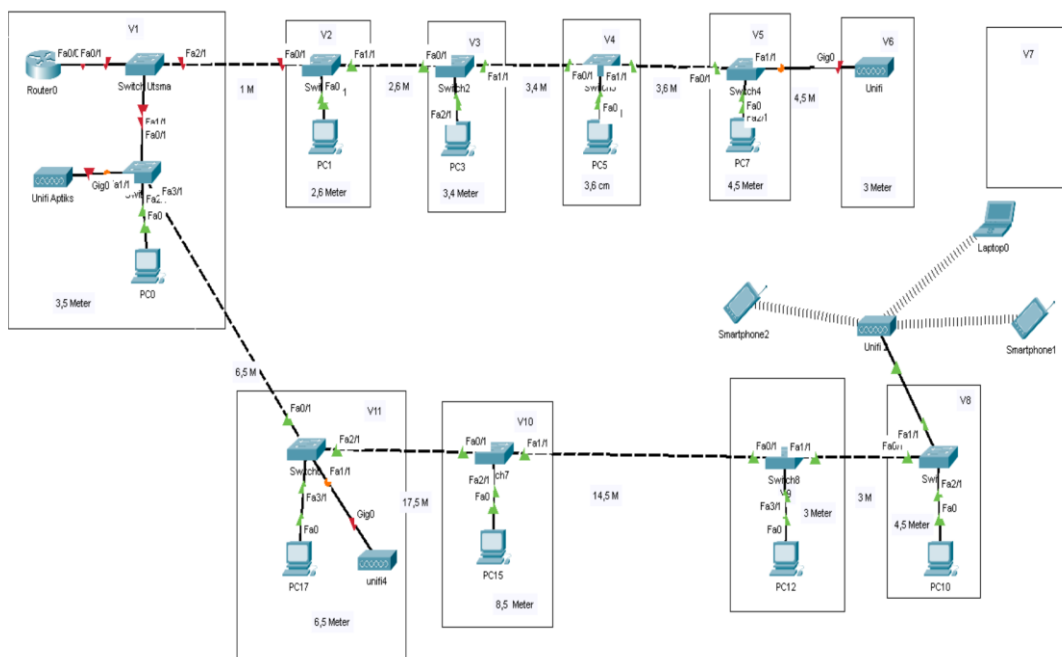 V1
V2
V3
V4
V5
V6
V7
Fa0/1
Fa2/1
Router0
Switch Utsma
1 M
Fa0/1
Fa1/1
Fa0
PC1
2,6 Meter
2,6 M
Fa0/1
Switch2
Fa1/1
Fa2/1
PC3
3,4 Meter
3,4 M
Fa0/1
Fa1/1
Fa0
PC5
3,6 cm
3,6 M
Fa0/1
Fa1/1
Switch4
Fa0
Fa2/1
PC7
4,5 Meter
4,5 M
Gig0
Unifi
3 Meter
Fa1/1
Fa0/1
Unifi Aptiks
Gig0
Fa1/1
Fa3/1
Fa0
PC0
3,5 Meter
Laptop0
Smartphone2
Unifi 2
Smartphone1
6,5 M
V11
Fa0/1
Fa2/1
Fa1/1
Fa3/1
Fa0
Gig0
PC17
unifi4
6,5 Meter
17,5 M
V10
Fa0/1
Fa1/1
Fa2/1
Fa0
PC15
8,5 Meter
14,5 M
Fa0/1
Fa1/1
Switch8
V9
Fa3/1
Fa0
3 Meter
PC12
3 M
V8
Fa1/1
Fa0/1
Fa2/1
Fa0
4,5 Meter
PC10